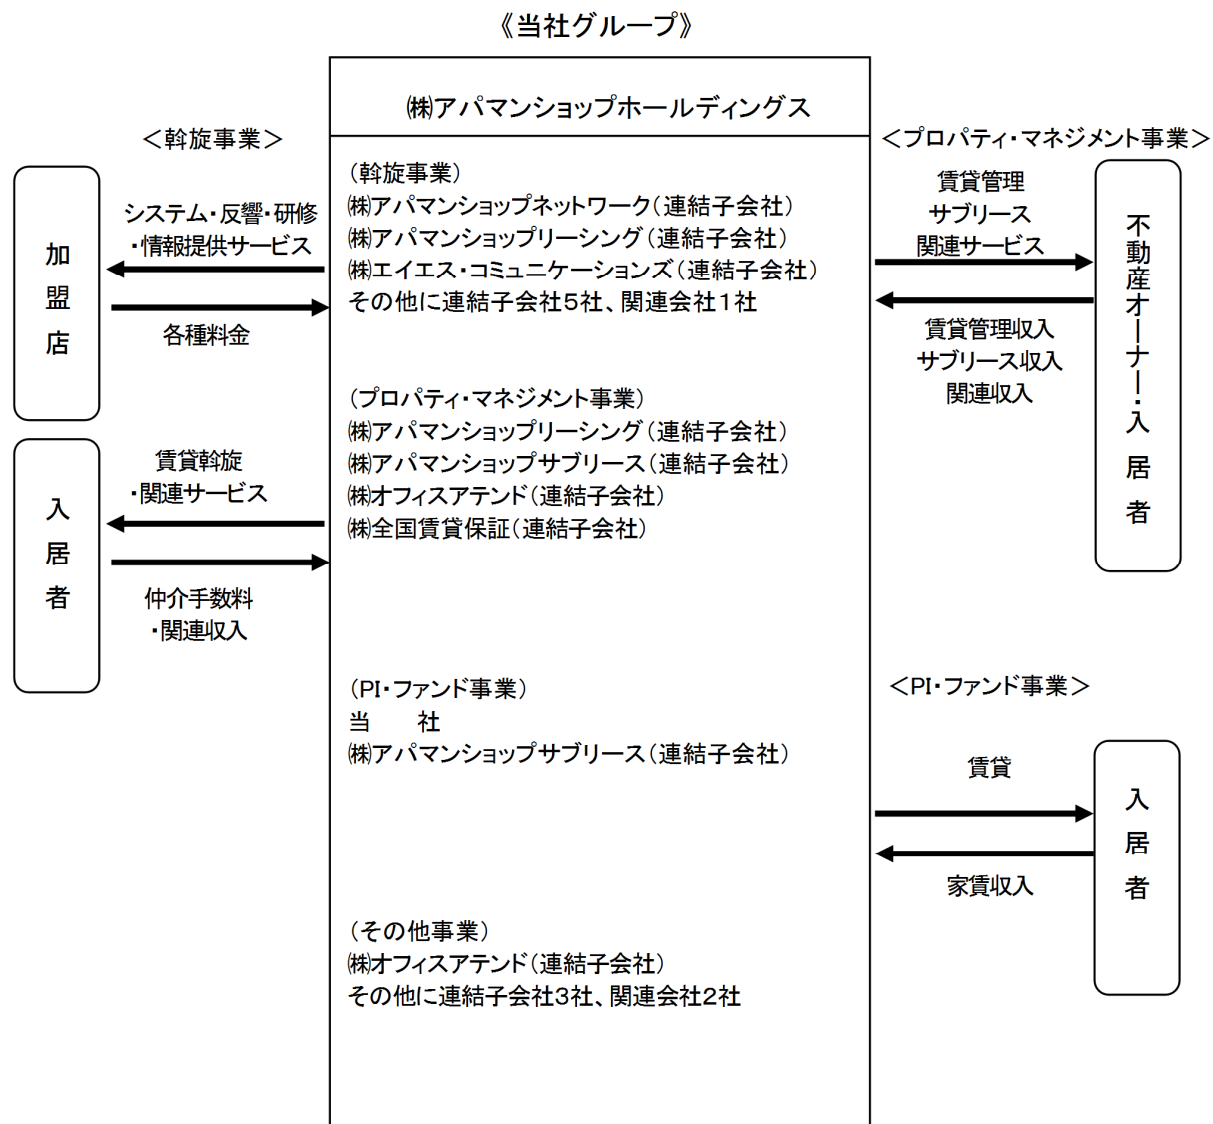 《当社グループ》
㈱アパマンショップホールディングス
＜斡旋事業＞
加盟店
システム・反響・研修
・情報提供サービス
各種料金
入居者
賃貸斡旋
・関連サービス
仲介手数料
・関連収入
（斡旋事業）
㈱アパマンショップネットワーク（連結子会社）
㈱アパマンショップリーシング（連結子会社）
㈱エイエス・コミュニケーションズ（連結子会社）
その他に連結子会社５社、関連会社１社
（プロパティ・マネジメント事業）
㈱アパマンショップリーシング（連結子会社）
㈱アパマンショップサブリース（連結子会社）
㈱オフィスアテンド（連結子会社）
㈱全国賃貸保証（連結子会社）
（PI・ファンド事業）
当　　社
㈱アパマンショップサブリース（連結子会社）
（その他事業）
㈱オフィスアテンド（連結子会社）
その他に連結子会社３社、関連会社２社
＜プロパティ・マネジメント事業＞
賃貸管理
サブリース
関連サービス
賃貸管理収入
サブリース収入
関連収入
不動産オーナー・入居者
＜PI・ファンド事業＞
賃貸
家賃収入
入居者